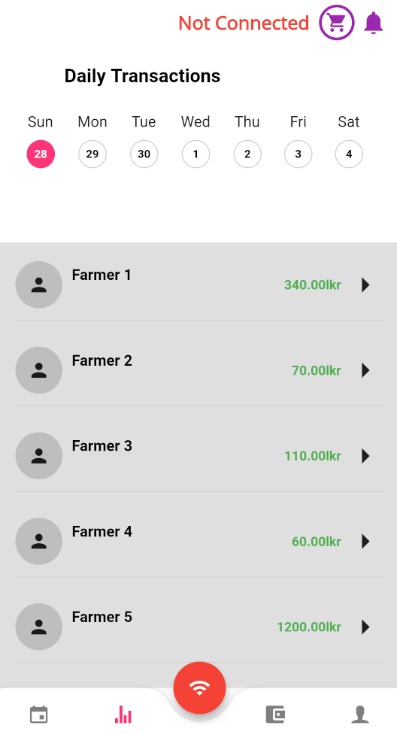 Not Connected
Daily Transactions
Sun Mon Tue Wed Thu Fri Sat
28 29 30 1 2 3 4
Farmer 1
340.00lkr
Farmer 2
70.00lkr
Farmer 3
110.00lkr
Farmer 4
60.00lkr
Farmer 5
1200.00lkr